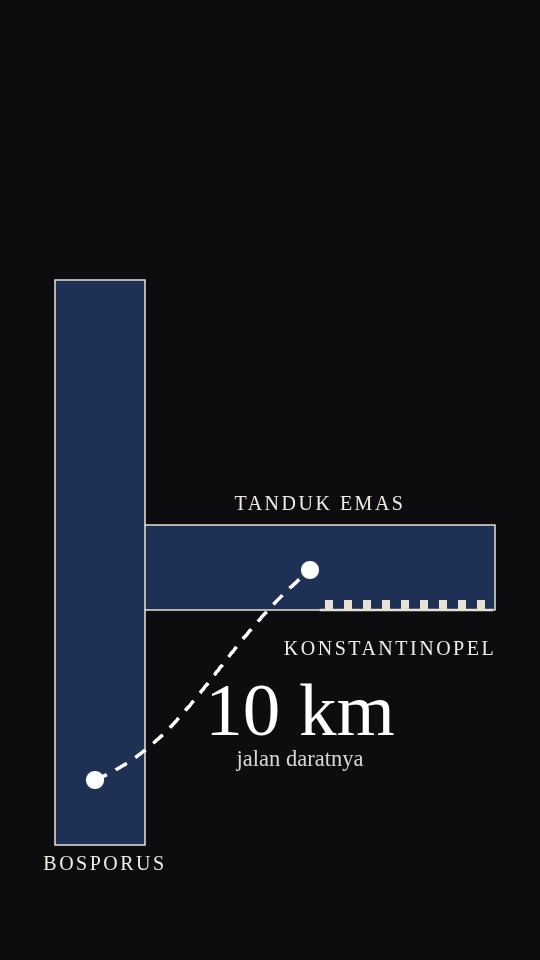 TANDUK EMAS
KONSTANTINOPEL
10 km
jalan daratnya
BOSPORUS